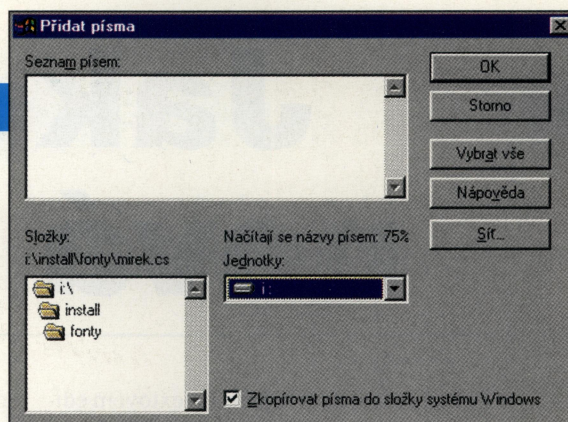 Přidat písma
Seznam písem:
OK
Storno
Vybrat vše
Nápověda
Síť...
Složky:
i:\install\fonty\mirek.cs
Načítají se názvy písem: 75%
Jednotky:
i:\
install
fonty
i:
Zkopírovat písma do složky systému Windows